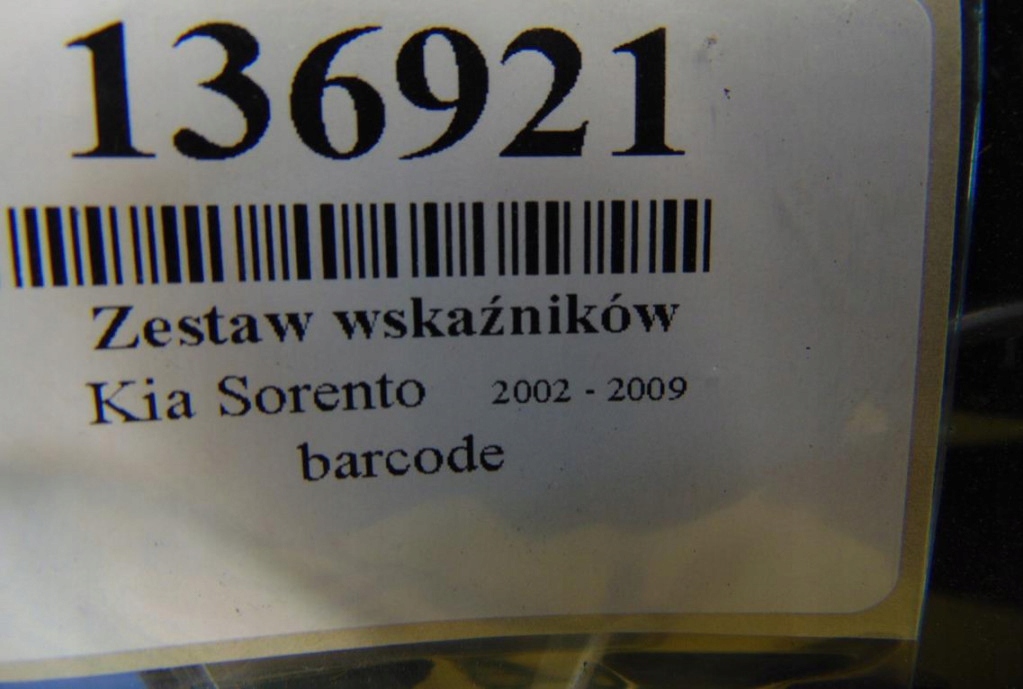 136921
Zestaw wskaźników
Kia Sorento 2002 - 2009
barcode